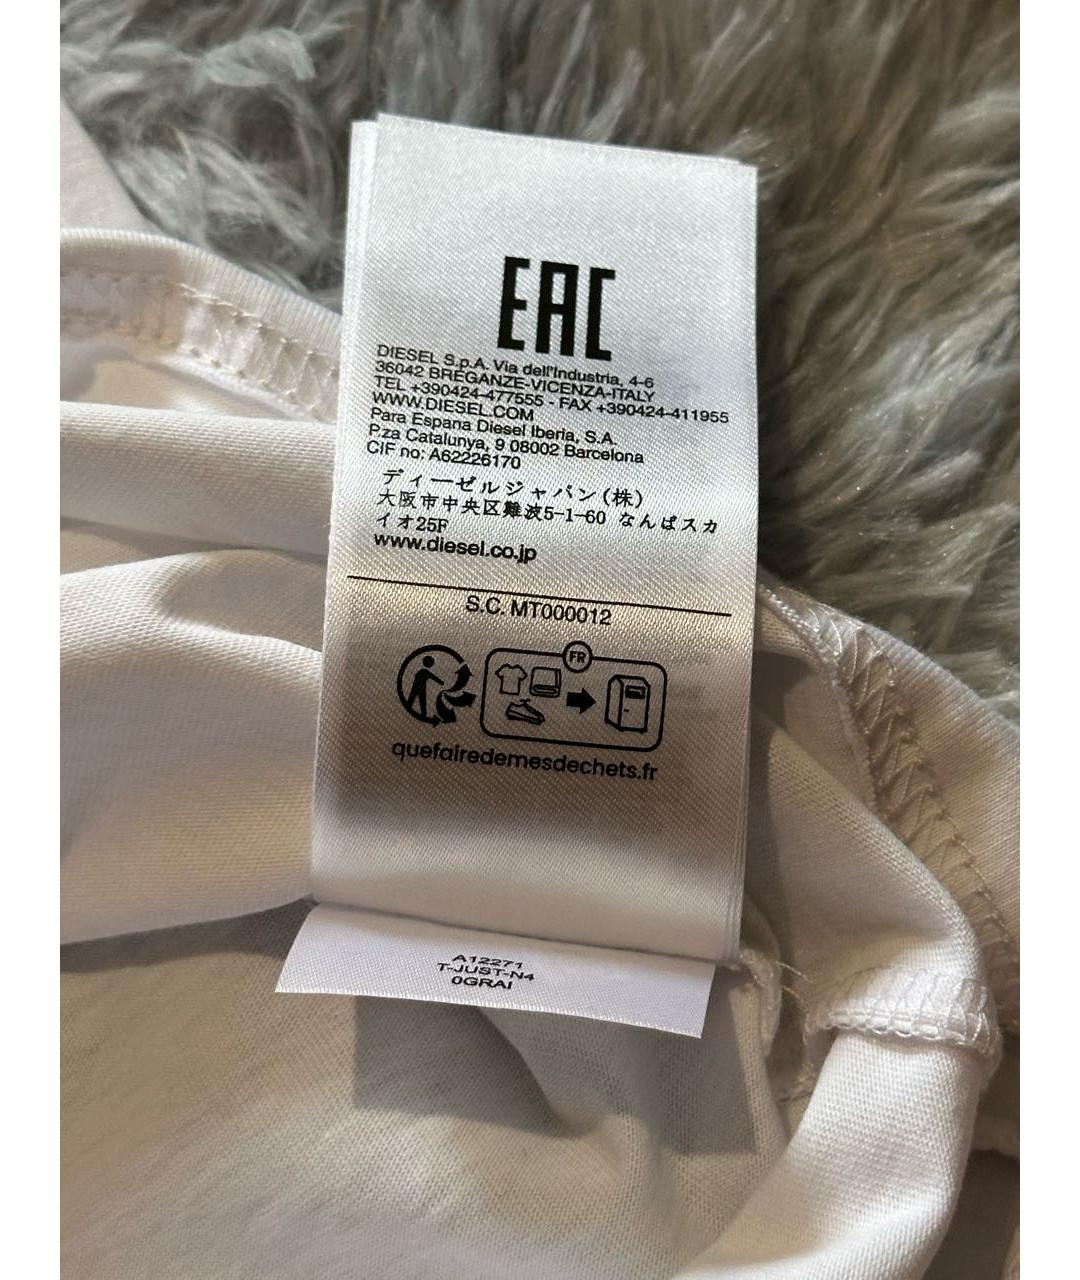 EAC
DIESEL S.p.A. Via dell'Industria, 4-6
36042 BREGANZE-VICENZA-ITALY
TEL +390424-477555 - FAX +390424-411955
WWW.DIESEL.COM
Para Espana Diesel Iberia, S.A.
P.za Catalunya, 9 08002 Barcelona
CIF no: A62226170
ディーゼルジャパン(株)
大阪市中央区難波5-1-60 なんばスカ
イオ25F
www.diesel.co.jp
S.C. MT000012
FR
quefairedemesdechets.fr
A12271
T-JUST-N4
0GRAI